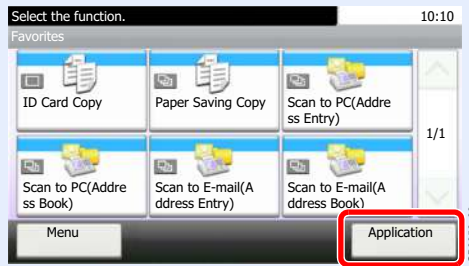 Select the function.
10:10
Favorites
ID Card Copy
Paper Saving Copy
Scan to PC(Addre
ss Entry)
1/1
Scan to PC(Addre
ss Book)
Scan to E-mail(A
ddress Entry)
Scan to E-mail(A
ddress Book)
Menu
Application